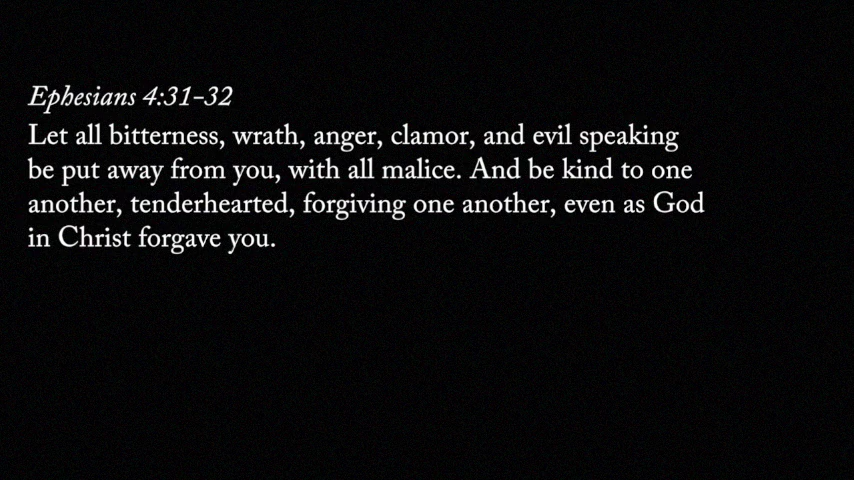 Ephesians 4:31-32
Let all bitterness, wrath, anger, clamor, and evil speaking
be put away from you, with all malice. And be kind to one
another, tenderhearted, forgiving one another, even as God
in Christ forgave you.